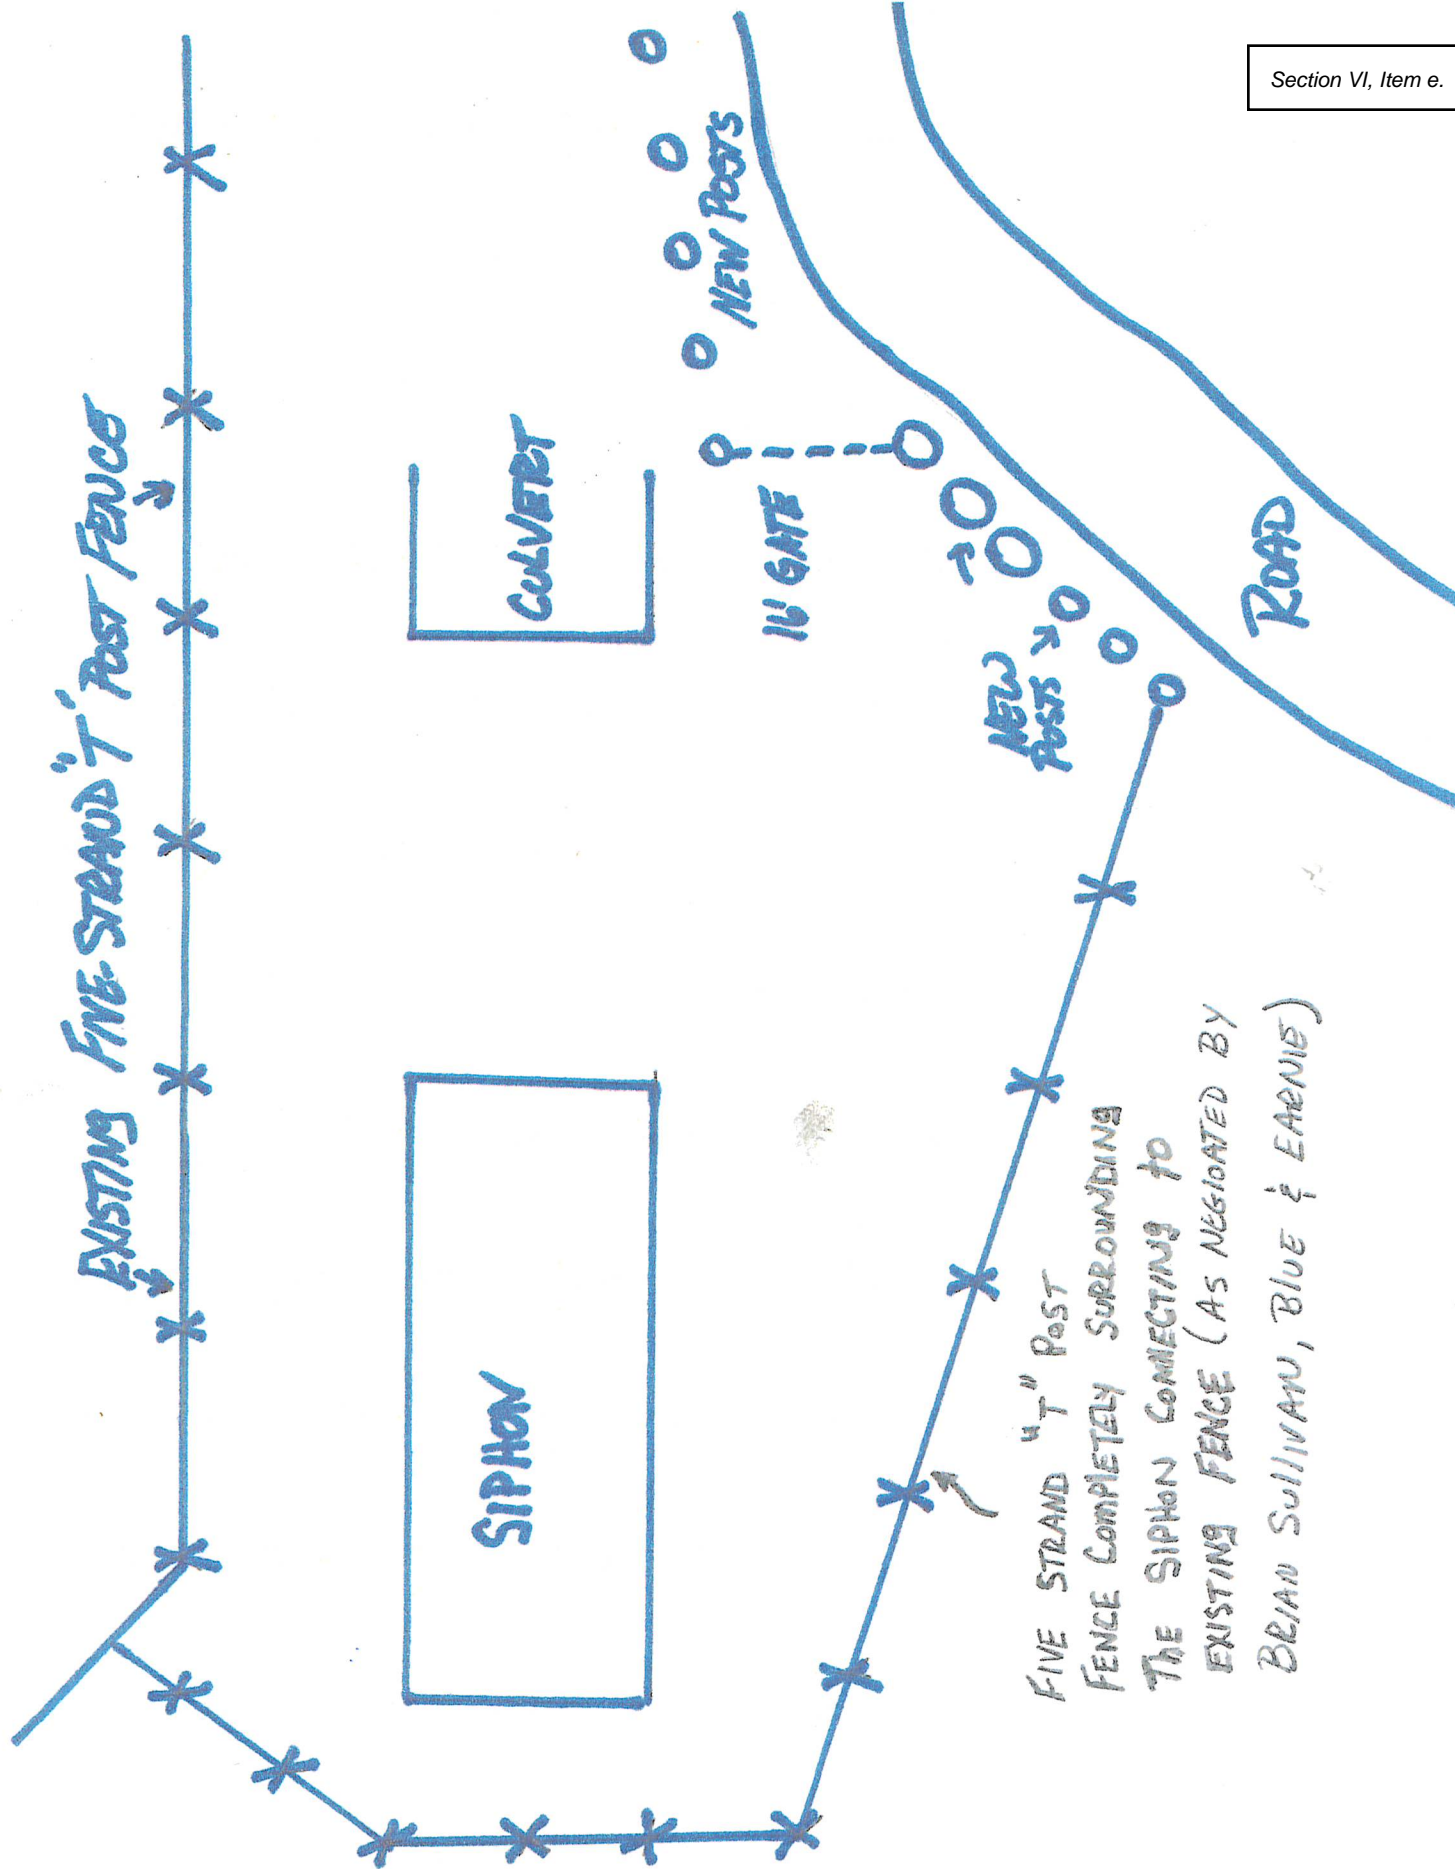 Section VI, Item e.
EXISTING FIVE-STRAND "T" POST FENCE
SIPHON
CULVERT
NEW POSTS
16' GATE
NEW
POSTS
ROAD
FIVE STRAND "T" POST
FENCE COMPLETELY SURROUNDING
THE SIPHON CONNECTING to
EXISTING FENCE (AS NEGIOATED BY
BRIAN SullIVAN, BluE & EARNIE)